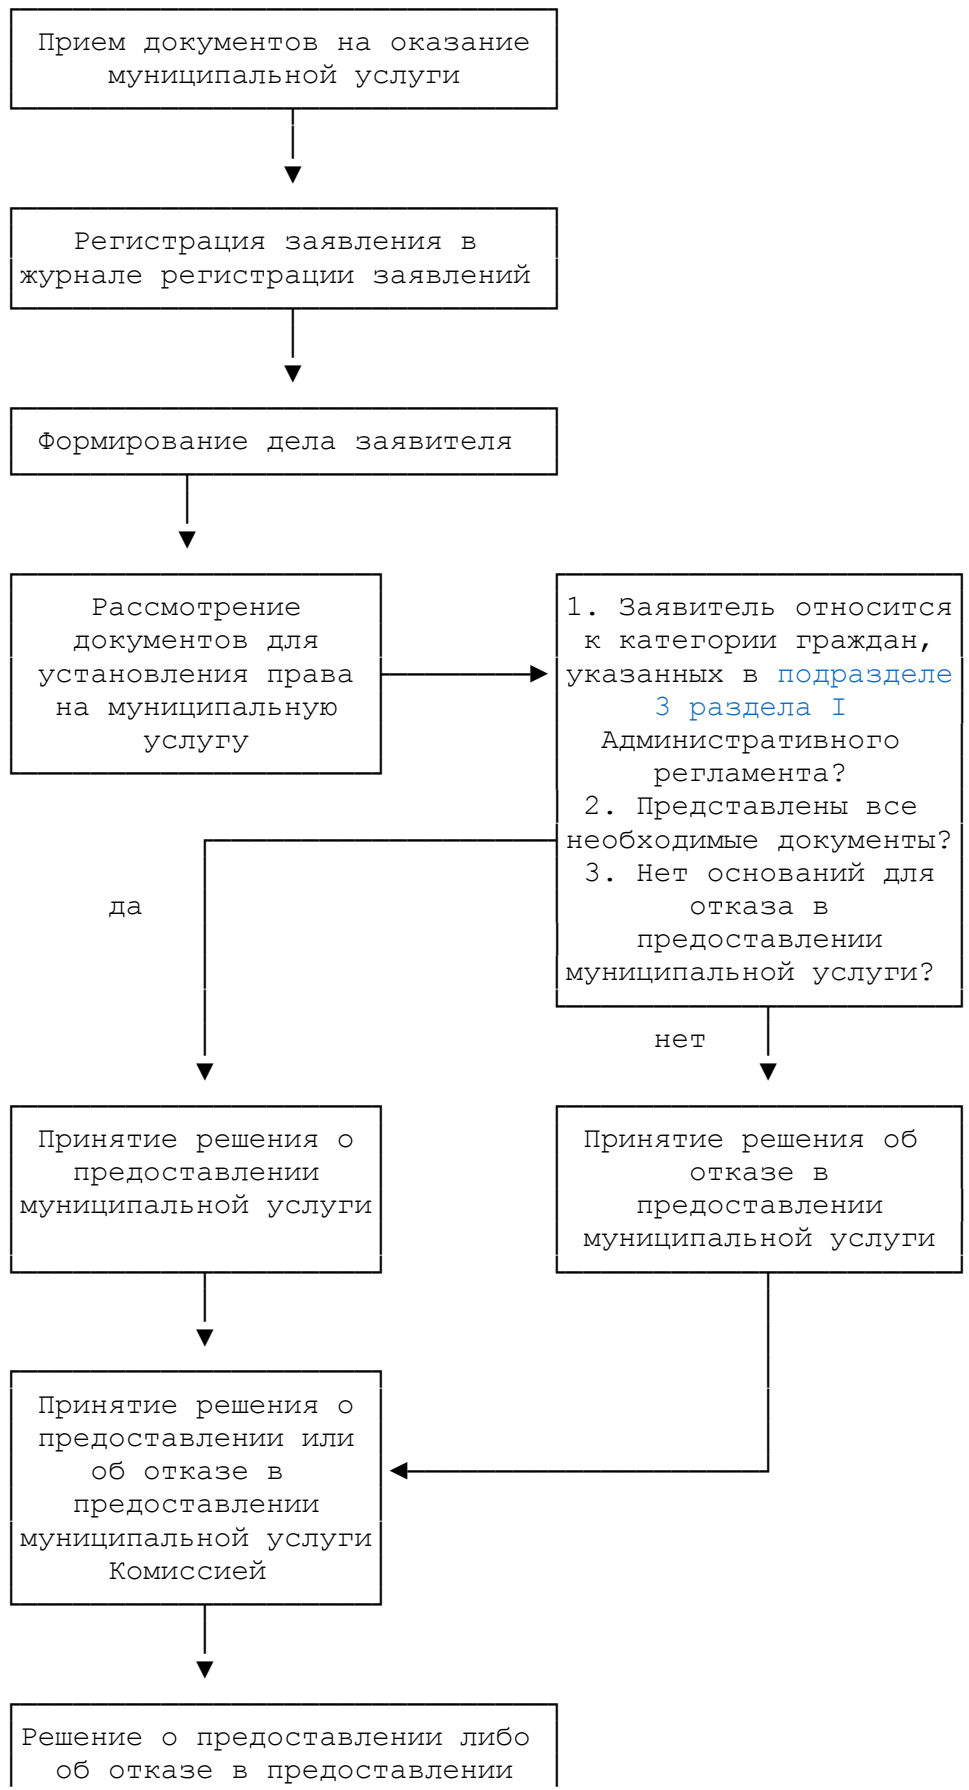 Прием документов на оказание
муниципальной услуги
Регистрация заявления в
журнале регистрации заявлений
Формирование дела заявителя
Рассмотрение
документов для
установления права
на муниципальную
услугу
1. Заявитель относится
к категории граждан,
указанных в подразделе
3 раздела I
Административного
регламента?
2. Представлены все
необходимые документы?
3. Нет оснований для
отказа в
предоставлении
муниципальной услуги?
да
нет
Принятие решения о
предоставлении
муниципальной услуги
Принятие решения об
отказе в
предоставлении
муниципальной услуги
Принятие решения о
предоставлении или
об отказе в
предоставлении
муниципальной услуги
Комиссией
Решение о предоставлении либо
об отказе в предоставлении